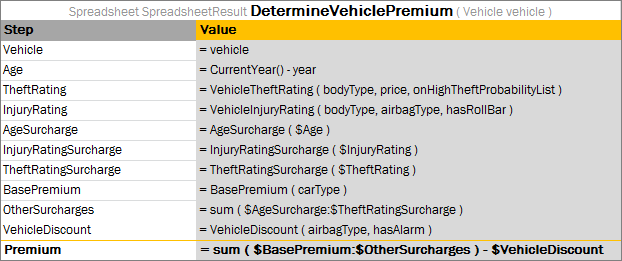 Spreadsheet SpreadsheetResult DetermineVehiclePremium ( Vehicle vehicle )
Step Value
Vehicle = vehicle
Age = CurrentYear() - year
TheftRating = VehicleTheftRating ( bodyType, price, onHighTheftProbabilityList )
InjuryRating = VehicleInjuryRating ( bodyType, airbagType, hasRollBar )
AgeSurcharge = AgeSurcharge ( $Age )
InjuryRatingSurcharge = InjuryRatingSurcharge ( $InjuryRating )
TheftRatingSurcharge = TheftRatingSurcharge ( $TheftRating )
BasePremium = BasePremium ( carType )
OtherSurcharges = sum ( $AgeSurcharge:$TheftRatingSurcharge )
VehicleDiscount = VehicleDiscount ( airbagType, hasAlarm )
Premium = sum ( $BasePremium:$OtherSurcharges ) - $VehicleDiscount